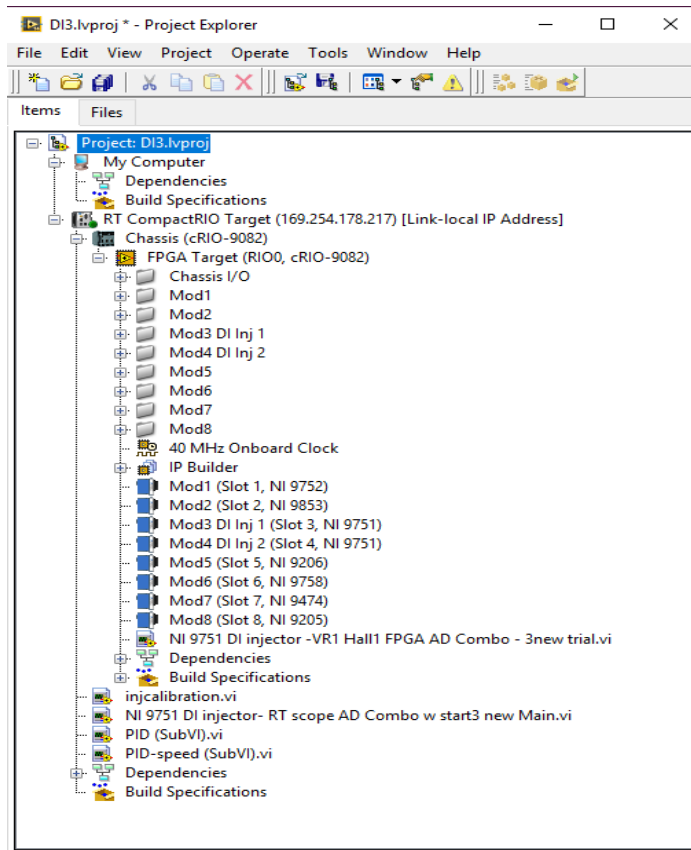 DI3.lvproj * - Project Explorer
File Edit View Project Operate Tools Window Help
Items Files
Project: DI3.lvproj
My Computer
Dependencies
Build Specifications
RT CompactRIO Target (169.254.178.217) [Link-local IP Address]
Chassis (cRIO-9082)
FPGA Target (RIO0, cRIO-9082)
Chassis I/O
Mod1
Mod2
Mod3 DI Inj 1
Mod4 DI Inj 2
Mod5
Mod6
Mod7
Mod8
40 MHz Onboard Clock
IP Builder
Mod1 (Slot 1, NI 9752)
Mod2 (Slot 2, NI 9853)
Mod3 DI Inj 1 (Slot 3, NI 9751)
Mod4 DI Inj 2 (Slot 4, NI 9751)
Mod5 (Slot 5, NI 9206)
Mod6 (Slot 6, NI 9758)
Mod7 (Slot 7, NI 9474)
Mod8 (Slot 8, NI 9205)
NI 9751 DI injector -VR1 Hall1 FPGA AD Combo - 3new trial.vi
Dependencies
Build Specifications
injcalibration.vi
NI 9751 DI injector- RT scope AD Combo w start3 new Main.vi
PID (SubVI).vi
PID-speed (SubVI).vi
Dependencies
Build Specifications